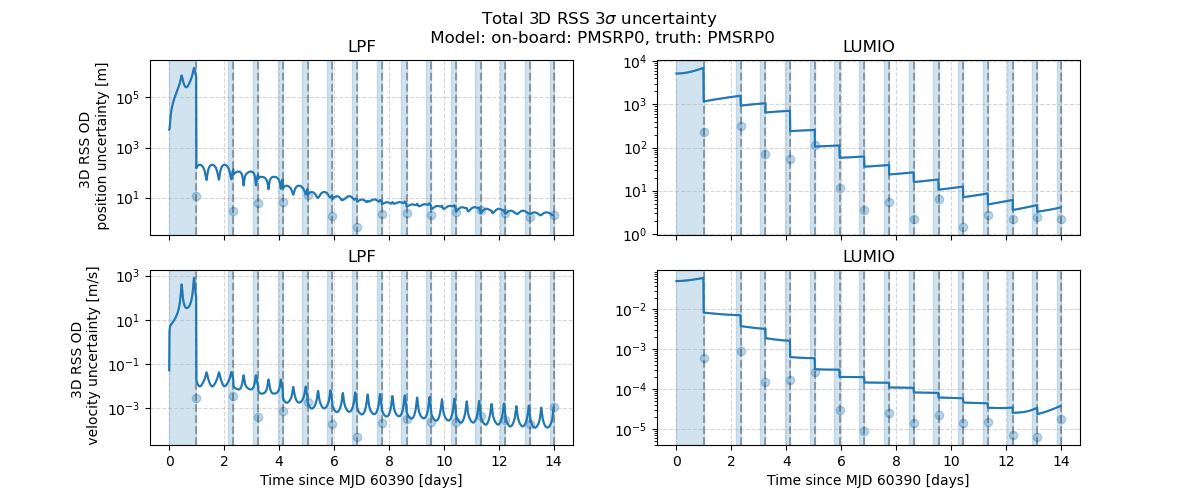 Total 3D RSS 3σ uncertainty
Model: on-board: PMSRP0, truth: PMSRP0
LPF
LUMIO
3D RSS OD
position uncertainty [m]
10^5
10^3
10^1
10^4
10^3
10^2
10^1
10^0
LPF
LUMIO
3D RSS OD
velocity uncertainty [m/s]
10^3
10^1
10^-1
10^-3
10^-2
10^-3
10^-4
10^-5
0 2 4 6 8 10 12 14
0 2 4 6 8 10 12 14
Time since MJD 60390 [days]
Time since MJD 60390 [days]